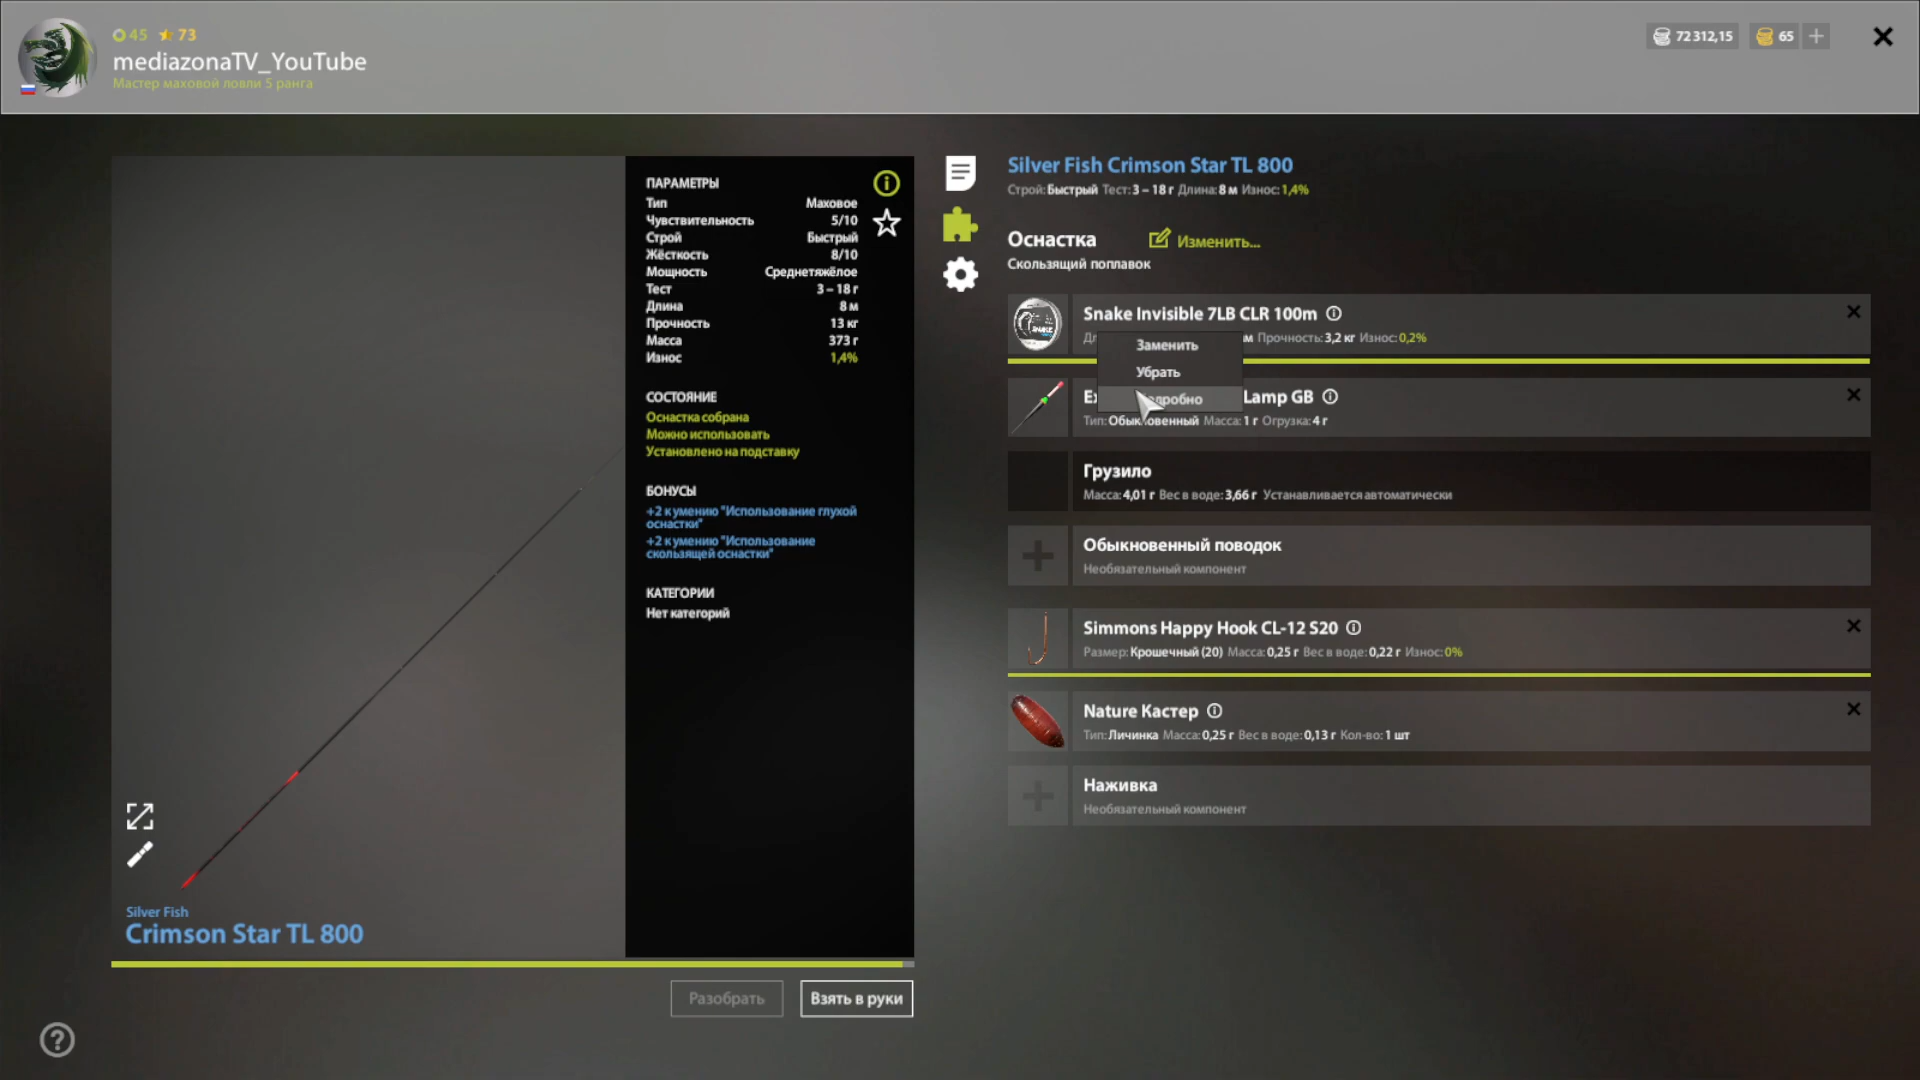 45 73
mediazonaTV_YouTube
Мастер маховой ловли 5 ранга
72 312,15 65
ПАРАМЕТРЫ
Тип Маховое
Чувствительность 5/10
Строй Быстрый
Жёсткость 8/10
Мощность Среднетяжёлое
Тест 3 – 18 г
Длина 8 м
Прочность 13 кг
Масса 373 г
Износ 1,4%
СОСТОЯНИЕ
Оснастка собрана
Можно использовать
Установлено на подставку
БОНУСЫ
+2 к умению "Использование глухой
оснастки"
+2 к умению "Использование
скользящей оснастки"
КАТЕГОРИИ
Нет категорий
Silver Fish
Crimson Star TL 800
Разобрать
Взять в руки
Silver Fish Crimson Star TL 800
Строй: Быстрый Тест: 3 – 18 г Длина: 8 м Износ: 1,4%
Оснастка Изменить...
Скользящий поплавок
Snake Invisible 7LB CLR 100m
Прочность: 3,2 кг Износ: 0,2%
Заменить
Убрать
Lamp GB
Тип: Обыкновенный Масса: 1 г Огрузка: 4 г
Грузило
Масса: 4,01 г Вес в воде: 3,66 г Устанавливается автоматически
Обыкновенный поводок
Необязательный компонент
Simmons Happy Hook CL-12 S20
Размер: Крошечный (20) Масса: 0,25 г Вес в воде: 0,22 г Износ: 0%
Nature Кастер
Тип: Личинка Масса: 0,25 г Вес в воде: 0,13 г Кол-во: 1 шт
Наживка
Необязательный компонент